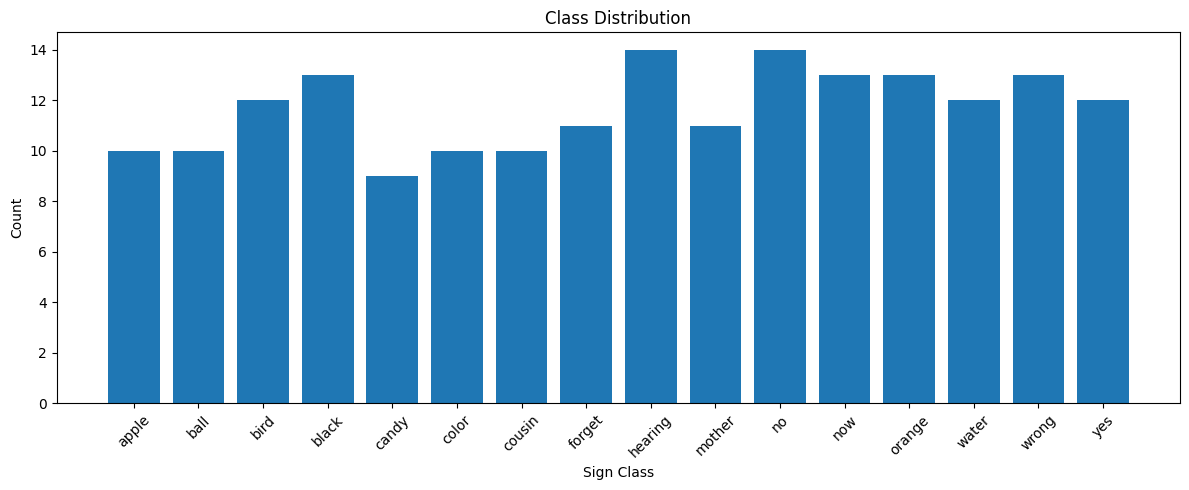 Class Distribution
Count
14
12
10
8
6
4
2
0
apple ball bird black candy color cousin forget hearing mother no now orange water wrong yes
Sign Class